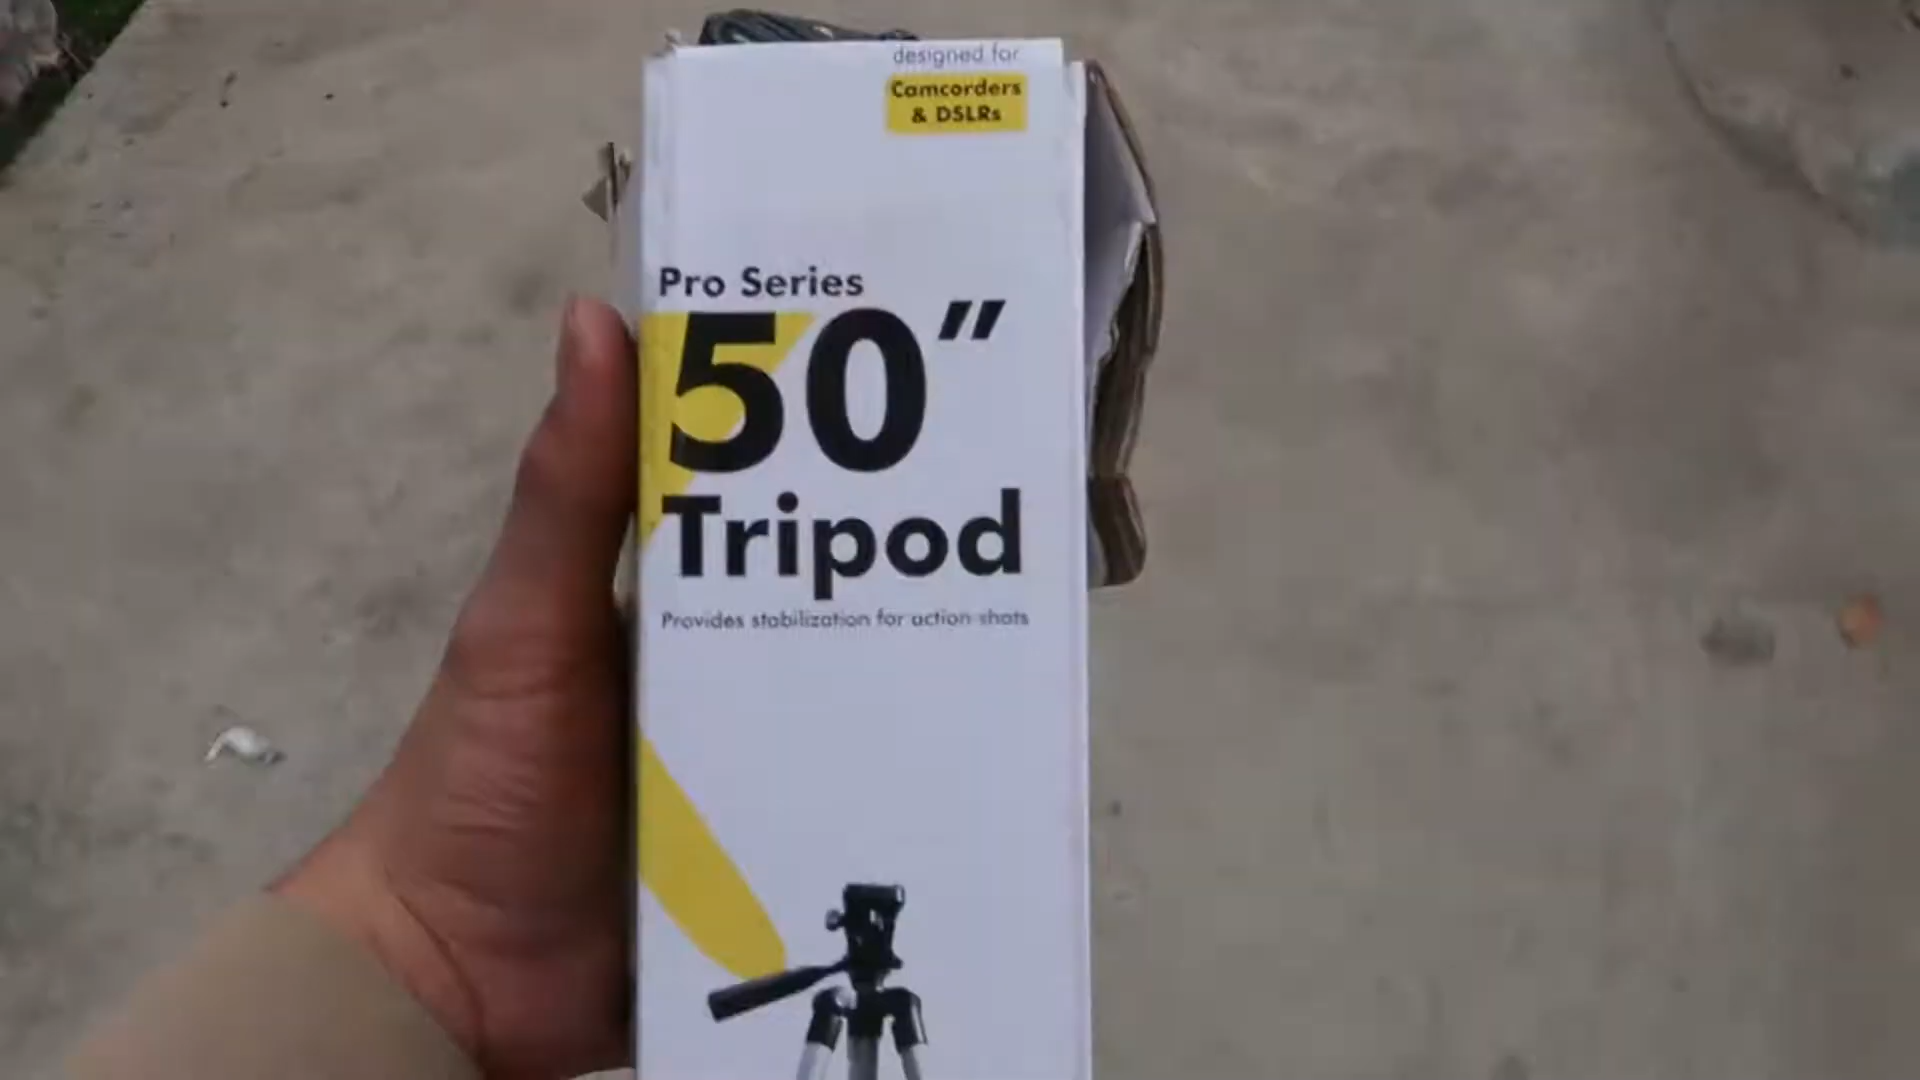 designed for
Camcorders
& DSLRs
Pro Series
50"
Tripod
Provides stabilization for action shots